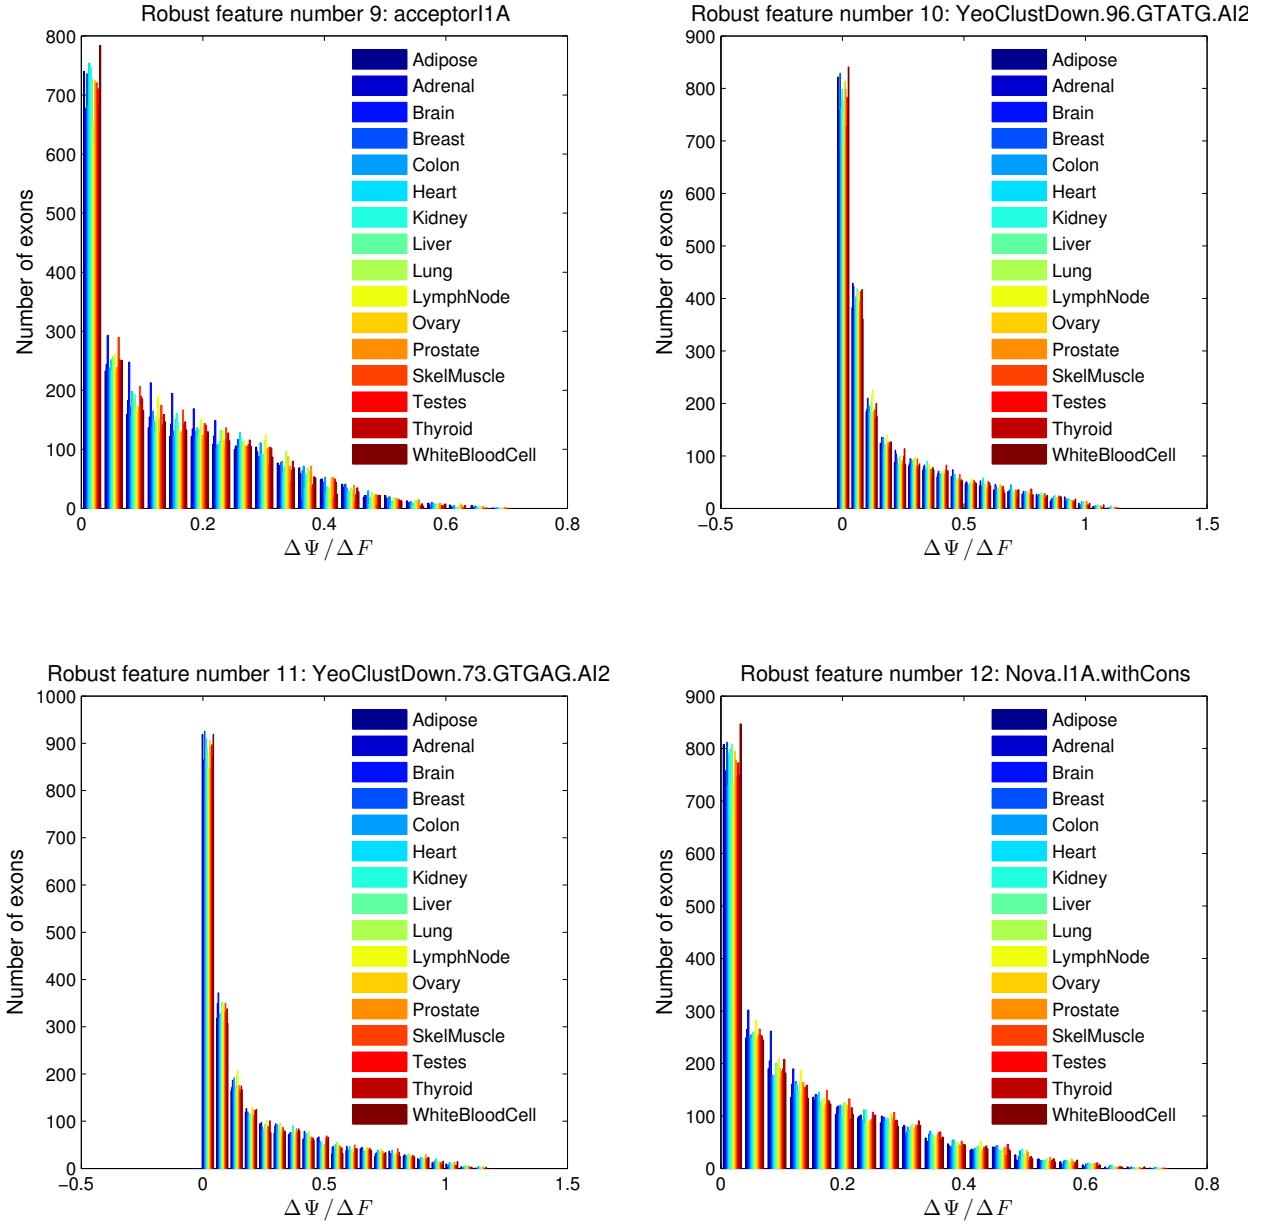 Robust feature number 9: acceptorI1A
800
700
600
500
400
300
200
100
0
Number of exons
0 0.2 0.4 0.6 0.8
ΔΨ/ΔF
Adipose
Adrenal
Brain
Breast
Colon
Heart
Kidney
Liver
Lung
LymphNode
Ovary
Prostate
SkelMuscle
Testes
Thyroid
WhiteBloodCell
Robust feature number 10: YeoClustDown.96.GTATG.AI2
900
800
700
600
500
400
300
200
100
0
Number of exons
−0.5 0 0.5 1 1.5
ΔΨ/ΔF
Adipose
Adrenal
Brain
Breast
Colon
Heart
Kidney
Liver
Lung
LymphNode
Ovary
Prostate
SkelMuscle
Testes
Thyroid
WhiteBloodCell
Robust feature number 11: YeoClustDown.73.GTGAG.AI2
1000
900
800
700
600
500
400
300
200
100
0
Number of exons
−0.5 0 0.5 1 1.5
ΔΨ/ΔF
Adipose
Adrenal
Brain
Breast
Colon
Heart
Kidney
Liver
Lung
LymphNode
Ovary
Prostate
SkelMuscle
Testes
Thyroid
WhiteBloodCell
Robust feature number 12: Nova.I1A.withCons
900
800
700
600
500
400
300
200
100
0
Number of exons
0 0.2 0.4 0.6 0.8
ΔΨ/ΔF
Adipose
Adrenal
Brain
Breast
Colon
Heart
Kidney
Liver
Lung
LymphNode
Ovary
Prostate
SkelMuscle
Testes
Thyroid
WhiteBloodCell